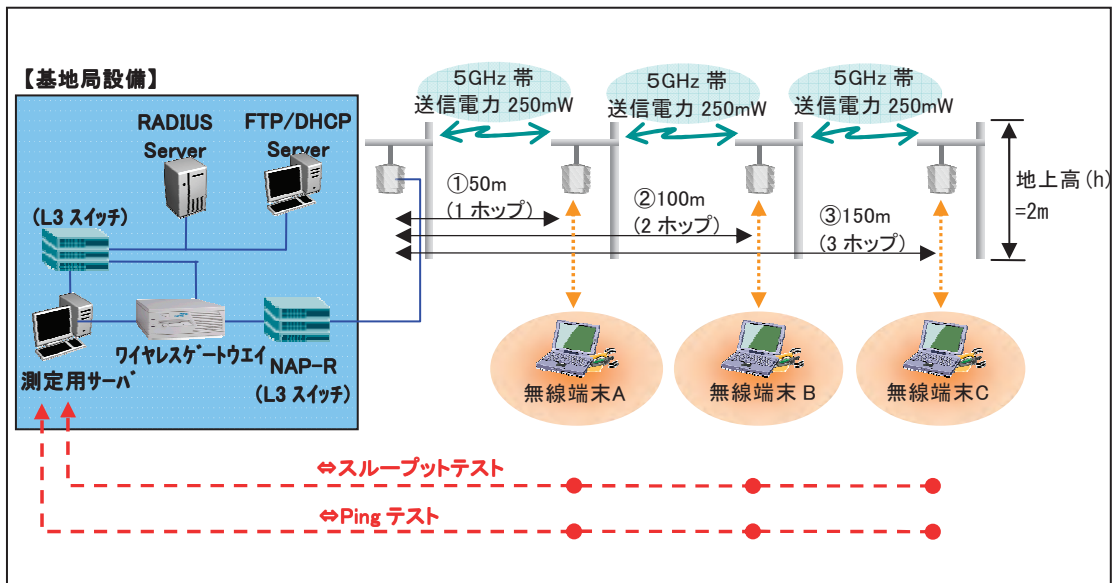 【基地局設備】
RADIUS
Server
FTP/DHCP
Server
(L3 スイッチ)
測定用サーバ
ワイヤレスゲートウエイ
NAP-R
(L3 スイッチ)
5GHz 帯
送信電力 250mW
5GHz 帯
送信電力 250mW
5GHz 帯
送信電力 250mW
①50m
(1 ホップ)
②100m
(2 ホップ)
③150m
(3 ホップ)
地上高(h)
=2m
無線端末A
無線端末B
無線端末C
⇔スループットテスト
⇔Ping テスト